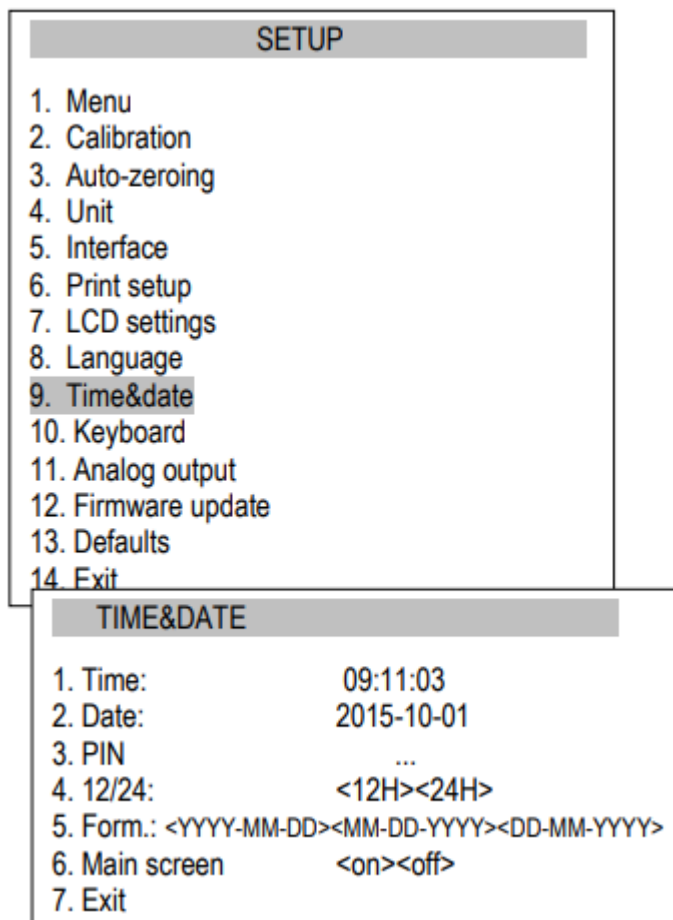 SETUP
1. Menu
2. Calibration
3. Auto-zeroing
4. Unit
5. Interface
6. Print setup
7. LCD settings
8. Language
9. Time&date
10. Keyboard
11. Analog output
12. Firmware update
13. Defaults
14. Exit
TIME&DATE
1. Time: 09:11:03
2. Date: 2015-10-01
3. PIN ...
4. 12/24: <12H><24H>
5. Form.: <YYYY-MM-DD><MM-DD-YYYY><DD-MM-YYYY>
6. Main screen <on><off>
7. Exit